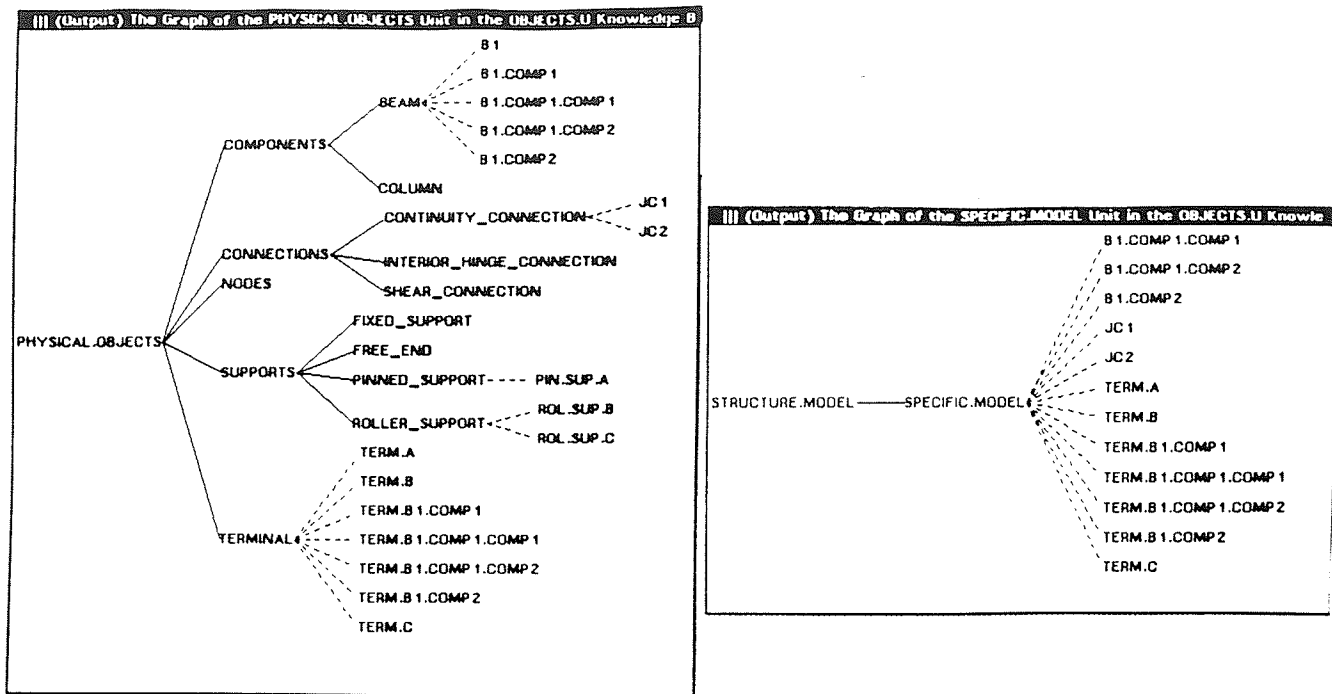 ||| (Output) The Graph of the PHYSICAL.OBJECTS Unit in the OBJECTS.U Knowledge B
B1
B1.COMP1
BEAM
B1.COMP1.COMP1
B1.COMP1.COMP2
COMPONENTS
B1.COMP2
COLUMN
JC1
CONTINUITY_CONNECTION
JC2
CONNECTIONS
INTERIOR_HINGE_CONNECTION
NODES
SHEAR_CONNECTION
FIXED_SUPPORT
PHYSICAL.OBJECTS
FREE_END
SUPPORTS
PINNED_SUPPORT
PIN.SUP.A
ROL.SUP.B
ROLLER_SUPPORT
ROL.SUP.C
TERM.A
TERM.B
TERM.B1.COMP1
TERMINAL
TERM.B1.COMP1.COMP1
TERM.B1.COMP1.COMP2
TERM.B1.COMP2
TERM.C
||| (Output) The Graph of the SPECIFIC.MODEL Unit in the OBJECTS.U Knowle
B1.COMP1.COMP1
B1.COMP1.COMP2
B1.COMP2
JC1
JC2
TERM.A
STRUCTURE.MODEL
SPECIFIC.MODEL
TERM.B
TERM.B1.COMP1
TERM.B1.COMP1.COMP1
TERM.B1.COMP1.COMP2
TERM.B1.COMP2
TERM.C